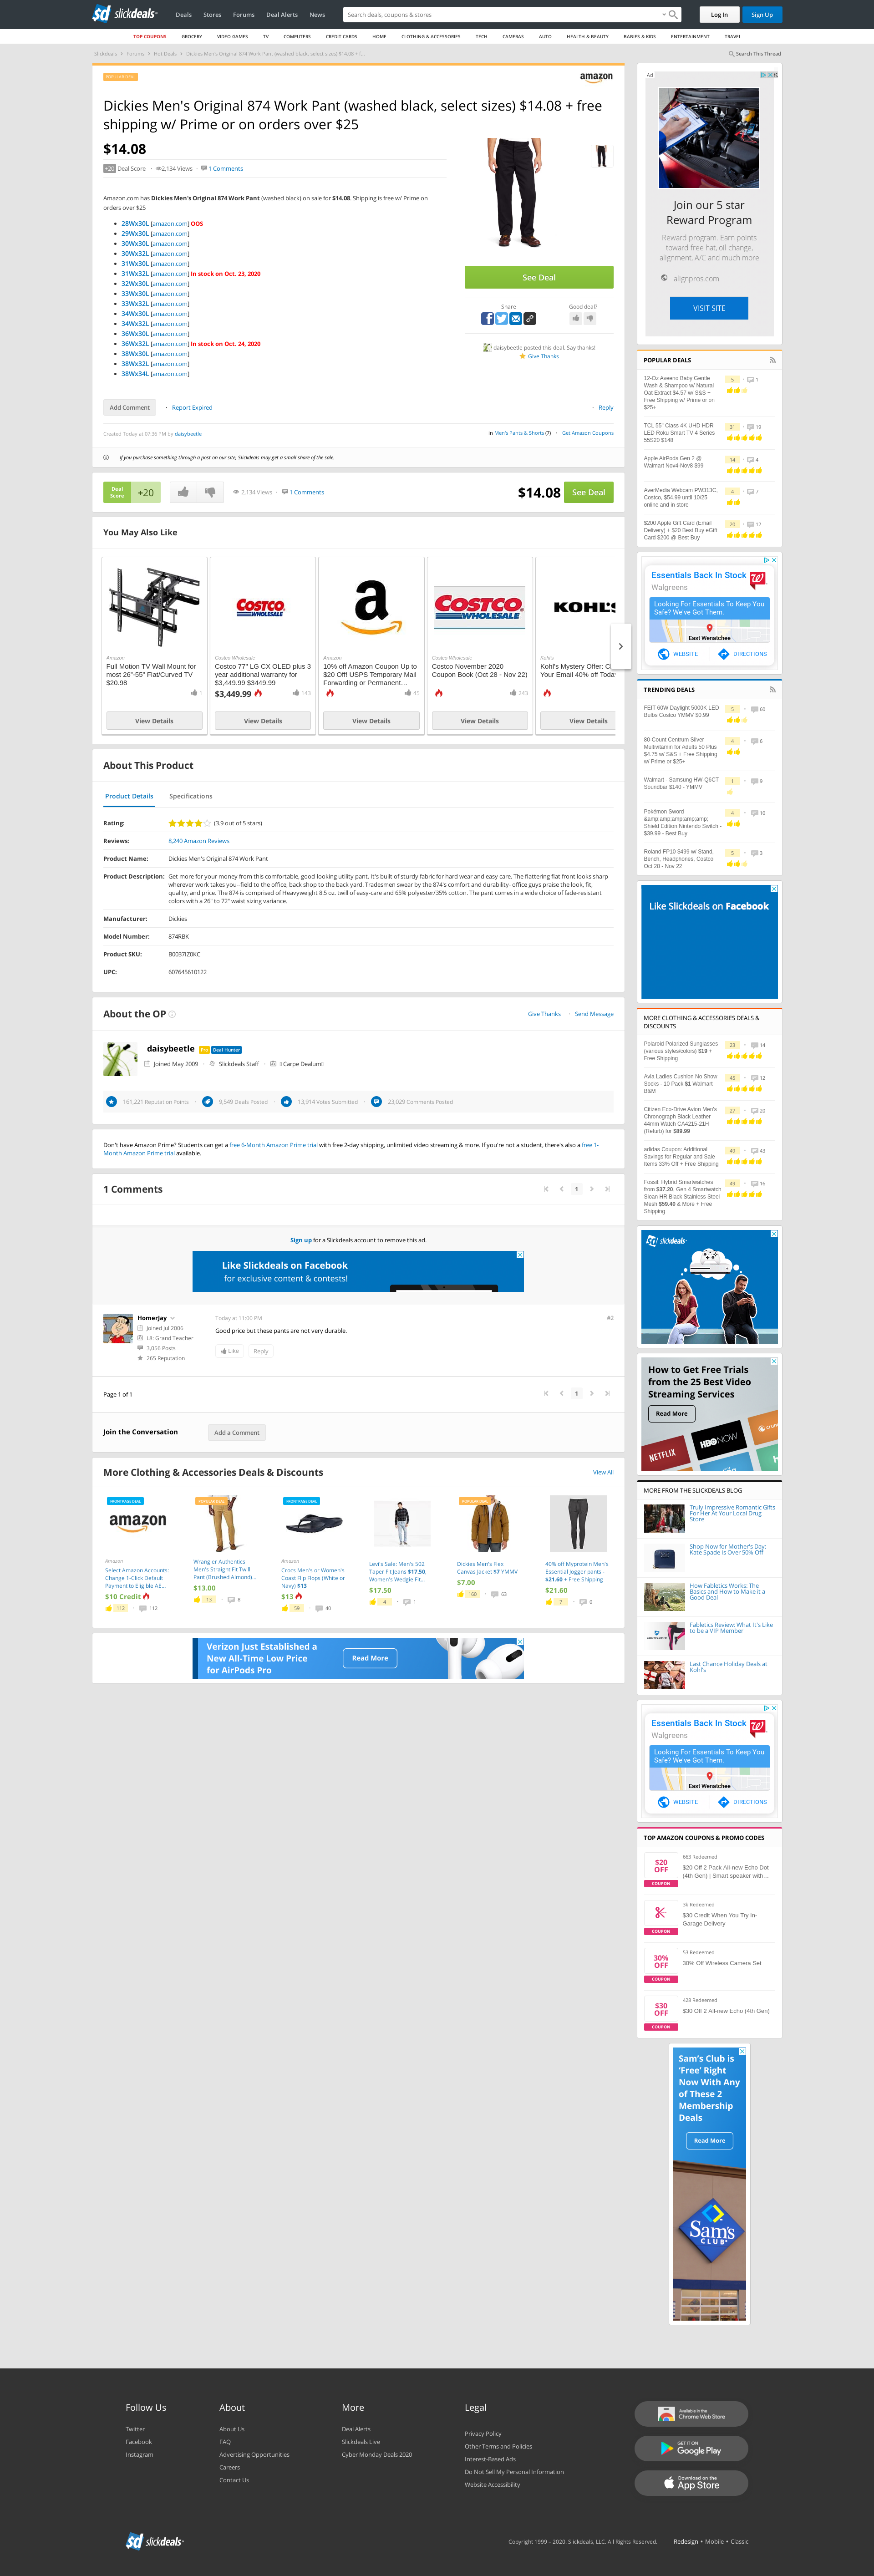 slickdeals
Deals Stores Forums Deal Alerts News
Search deals, coupons & stores
Log In Sign Up
TOP COUPONS GROCERY VIDEO GAMES TV COMPUTERS CREDIT CARDS HOME CLOTHING & ACCESSORIES TECH CAMERAS AUTO HEALTH & BEAUTY BABIES & KIDS ENTERTAINMENT TRAVEL
Slickdeals Forums Hot Deals Dickies Men's Original 874 Work Pant (washed black, select sizes) $14.08 + f...
Search This Thread
POPULAR DEAL
amazon
Dickies Men's Original 874 Work Pant (washed black, select sizes) $14.08 + free
shipping w/ Prime or on orders over $25
$14.08
+20 Deal Score 2,134 Views 1 Comments
Amazon.com has Dickies Men's Original 874 Work Pant (washed black) on sale for $14.08. Shipping is free w/ Prime on
orders over $25.
28Wx30L [amazon.com] OOS
29Wx30L [amazon.com]
30Wx30L [amazon.com]
30Wx32L [amazon.com]
31Wx30L [amazon.com]
31Wx32L [amazon.com] In stock on Oct. 23, 2020
32Wx30L [amazon.com]
33Wx30L [amazon.com]
33Wx32L [amazon.com]
34Wx30L [amazon.com]
34Wx32L [amazon.com]
36Wx30L [amazon.com]
36Wx32L [amazon.com] In stock on Oct. 24, 2020
38Wx30L [amazon.com]
38Wx32L [amazon.com]
38Wx34L [amazon.com]
See Deal
Share Good deal?
daisybeetle posted this deal. Say thanks!
Give Thanks
Add Comment Report Expired Reply
Created Today at 07:36 PM by daisybeetle
in Men's Pants & Shorts (7) Get Amazon Coupons
If you purchase something through a post on our site, Slickdeals may get a small share of the sale.
Deal
Score
+20
2,134 Views 1 Comments
$14.08 See Deal
You May Also Like
Amazon
Full Motion TV Wall Mount for
most 26"-55" Flat/Curved TV
$20.98
1
View Details
COSTCO
WHOLESALE
Costco Wholesale
Costco 77" LG CX OLED plus 3
year additional warranty for
$3,449.99 $3449.99
$3,449.99 143
View Details
Amazon
10% off Amazon Coupon Up to
$20 Off! USPS Temporary Mail
Forwarding or Permanent...
45
View Details
COSTCO
WHOLESALE
Costco Wholesale
Costco November 2020
Coupon Book (Oct 28 - Nov 22)
243
View Details
KOHL'S
Kohl's
Kohl's Mystery Offer: C
Your Email 40% off Today
View Details
About This Product
Product Details Specifications
Rating: (3.9 out of 5 stars)
Reviews: 8,240 Amazon Reviews
Product Name: Dickies Men's Original 874 Work Pant
Product Description: Get more for your money from this comfortable, good-looking utility pant. It's built of sturdy fabric for hard wear and easy care. The flattering flat front looks sharp
wherever work takes you--field to the office, back shop to the back yard. Tradesmen swear by the 874's comfort and durability- office guys praise the look, fit,
quality, and price. The 874 is comprised of Heavyweight 8.5 oz. twill of easy-care and 65% polyester/35% cotton. The pant comes in a wide choice of fade-resistant
colors with a 26" to 72" waist sizing variance.
Manufacturer: Dickies
Model Number: 874RBK
Product SKU: B0037IZ0KC
UPC: 607645610122
About the OP
Give Thanks Send Message
daisybeetle Pro Deal Hunter
Joined May 2009 Slickdeals Staff Carpe Dealum
161,221 Reputation Points 9,549 Deals Posted 13,914 Votes Submitted 23,029 Comments Posted
Don't have Amazon Prime? Students can get a free 6-Month Amazon Prime trial with free 2-day shipping, unlimited video streaming & more. If you're not a student, there's also a free 1-
Month Amazon Prime trial available.
1 Comments
1
Sign up for a Slickdeals account to remove this ad.
Like Slickdeals on Facebook
for exclusive content & contests!
HomerJay
Joined Jul 2006
L8: Grand Teacher
3,056 Posts
265 Reputation
Today at 11:00 PM
#2
Good price but these pants are not very durable.
Like Reply
Page 1 of 1
1
Join the Conversation
Add a Comment
More Clothing & Accessories Deals & Discounts
View All
FRONTPAGE DEAL
amazon
Amazon
Select Amazon Accounts:
Change 1-Click Default
Payment to Eligible AE...
$10 Credit
112 112
POPULAR DEAL
Wrangler Authentics
Men's Straight Fit Twill
Pant (Brushed Almond)...
$13.00
13 8
FRONTPAGE DEAL
Amazon
Crocs Men's or Women's
Coast Flip Flops (White or
Navy) $13
$13
56 40
Levi's Sale: Men's 502
Taper Fit Jeans $17.50,
Women's Wedgie Fit...
$17.50
4 1
POPULAR DEAL
Dickies Men's Flex
Canvas Jacket $7 YMMV
$7.00
160 63
40% off Myprotein Men's
Essential Jogger pants -
$21.60 + Free Shipping
$21.60
7 0
Verizon Just Established a
New All-Time Low Price
for AirPods Pro
Read More
Ad
Join our 5 star
Reward Program
Reward program. Earn points
toward free hat, oil change,
alignment, A/C and much more
alignpros.com
VISIT SITE
POPULAR DEALS
12-Oz Aveeno Baby Gentle
Wash & Shampoo w/ Natural
Oat Extract $4.57 w/ S&S +
Free Shipping w/ Prime or on
$25+
5 1
TCL 55" Class 4K UHD HDR
LED Roku Smart TV 4 Series
55S20 $148
31 19
Apple AirPods Gen 2 @
Walmart Nov4-Nov8 $99
14 4
AverMedia Webcam PW313C,
Costco, $54.99 until 10/25
online and in store
4 7
$200 Apple Gift Card (Email
Delivery) + $20 Best Buy eGift
Card $200 @ Best Buy
20 12
Essentials Back In Stock
Walgreens
Looking For Essentials To Keep You
Safe? We've Got Them.
East Wenatchee
WEBSITE DIRECTIONS
TRENDING DEALS
FEIT 60W Daylight 5000K LED
Bulbs Costco YMMV $0.99
5 60
80-Count Centrum Silver
Multivitamin for Adults 50 Plus
$4.75 w/ S&S + Free Shipping
w/ Prime or $25+
4 6
Walmart - Samsung HW-Q6CT
Soundbar $140 - YMMV
1 9
Pokémon Sword
&amp;amp;amp;amp;amp;
Shield Edition Nintendo Switch -
$39.99 - Best Buy
4 10
Roland FP10 $499 w/ Stand,
Bench, Headphones, Costco
Oct 28 - Nov 22
5 3
Like Slickdeals on Facebook
MORE CLOTHING & ACCESSORIES DEALS &
DISCOUNTS
Polaroid Polarized Sunglasses
(various styles/colors) $19 +
Free Shipping
23 14
Avia Ladies Cushion No Show
Socks - 10 Pack $1 Walmart
B&M
45 12
Citizen Eco-Drive Avion Men's
Chronograph Black Leather
44mm Watch CA4215-21H
(Refurb) for $89.99
27 20
adidas Coupon: Additional
Savings for Regular and Sale
Items 33% Off + Free Shipping
49 43
Fossil: Hybrid Smartwatches
from $37.20, Gen 4 Smartwatch
Sloan HR Black Stainless Steel
Mesh $59.40 & More + Free
Shipping
49 16
slickdeals
How to Get Free Trials
from the 25 Best Video
Streaming Services
Read More
NETFLIX HBO NOW
MORE FROM THE SLICKDEALS BLOG
Truly Impressive Romantic Gifts
For Her At Your Local Drug
Store
Shop Now for Mother's Day:
Kate Spade Is Over 50% Off
How Fabletics Works: The
Basics and How to Make it a
Good Deal
Fabletics Review: What It's Like
to be a VIP Member
Last Chance Holiday Deals at
Kohl's
Essentials Back In Stock
Walgreens
Looking For Essentials To Keep You
Safe? We've Got Them.
East Wenatchee
WEBSITE DIRECTIONS
TOP AMAZON COUPONS & PROMO CODES
$20
OFF
COUPON
663 Redeemed
$20 Off 2 Pack All-new Echo Dot
(4th Gen) | Smart speaker with...
COUPON
3k Redeemed
$30 Credit When You Try In-
Garage Delivery
30%
OFF
COUPON
53 Redeemed
30% Off Wireless Camera Set
$30
OFF
COUPON
428 Redeemed
$30 Off 2 All-new Echo (4th Gen)
Sam's Club is
'Free' Right
Now With Any
of These 2
Membership
Deals
Read More
Sam's
CLUB
Follow Us
Twitter
Facebook
Instagram
About
About Us
FAQ
Advertising Opportunities
Careers
Contact Us
More
Deal Alerts
Slickdeals Live
Cyber Monday Deals 2020
Legal
Privacy Policy
Other Terms and Policies
Interest-Based Ads
Do Not Sell My Personal Information
Website Accessibility
Available in the
Chrome Web Store
GET IT ON
Google Play
Download on the
App Store
slickdeals
Copyright 1999 - 2020. Slickdeals, LLC. All Rights Reserved. Redesign • Mobile • Classic